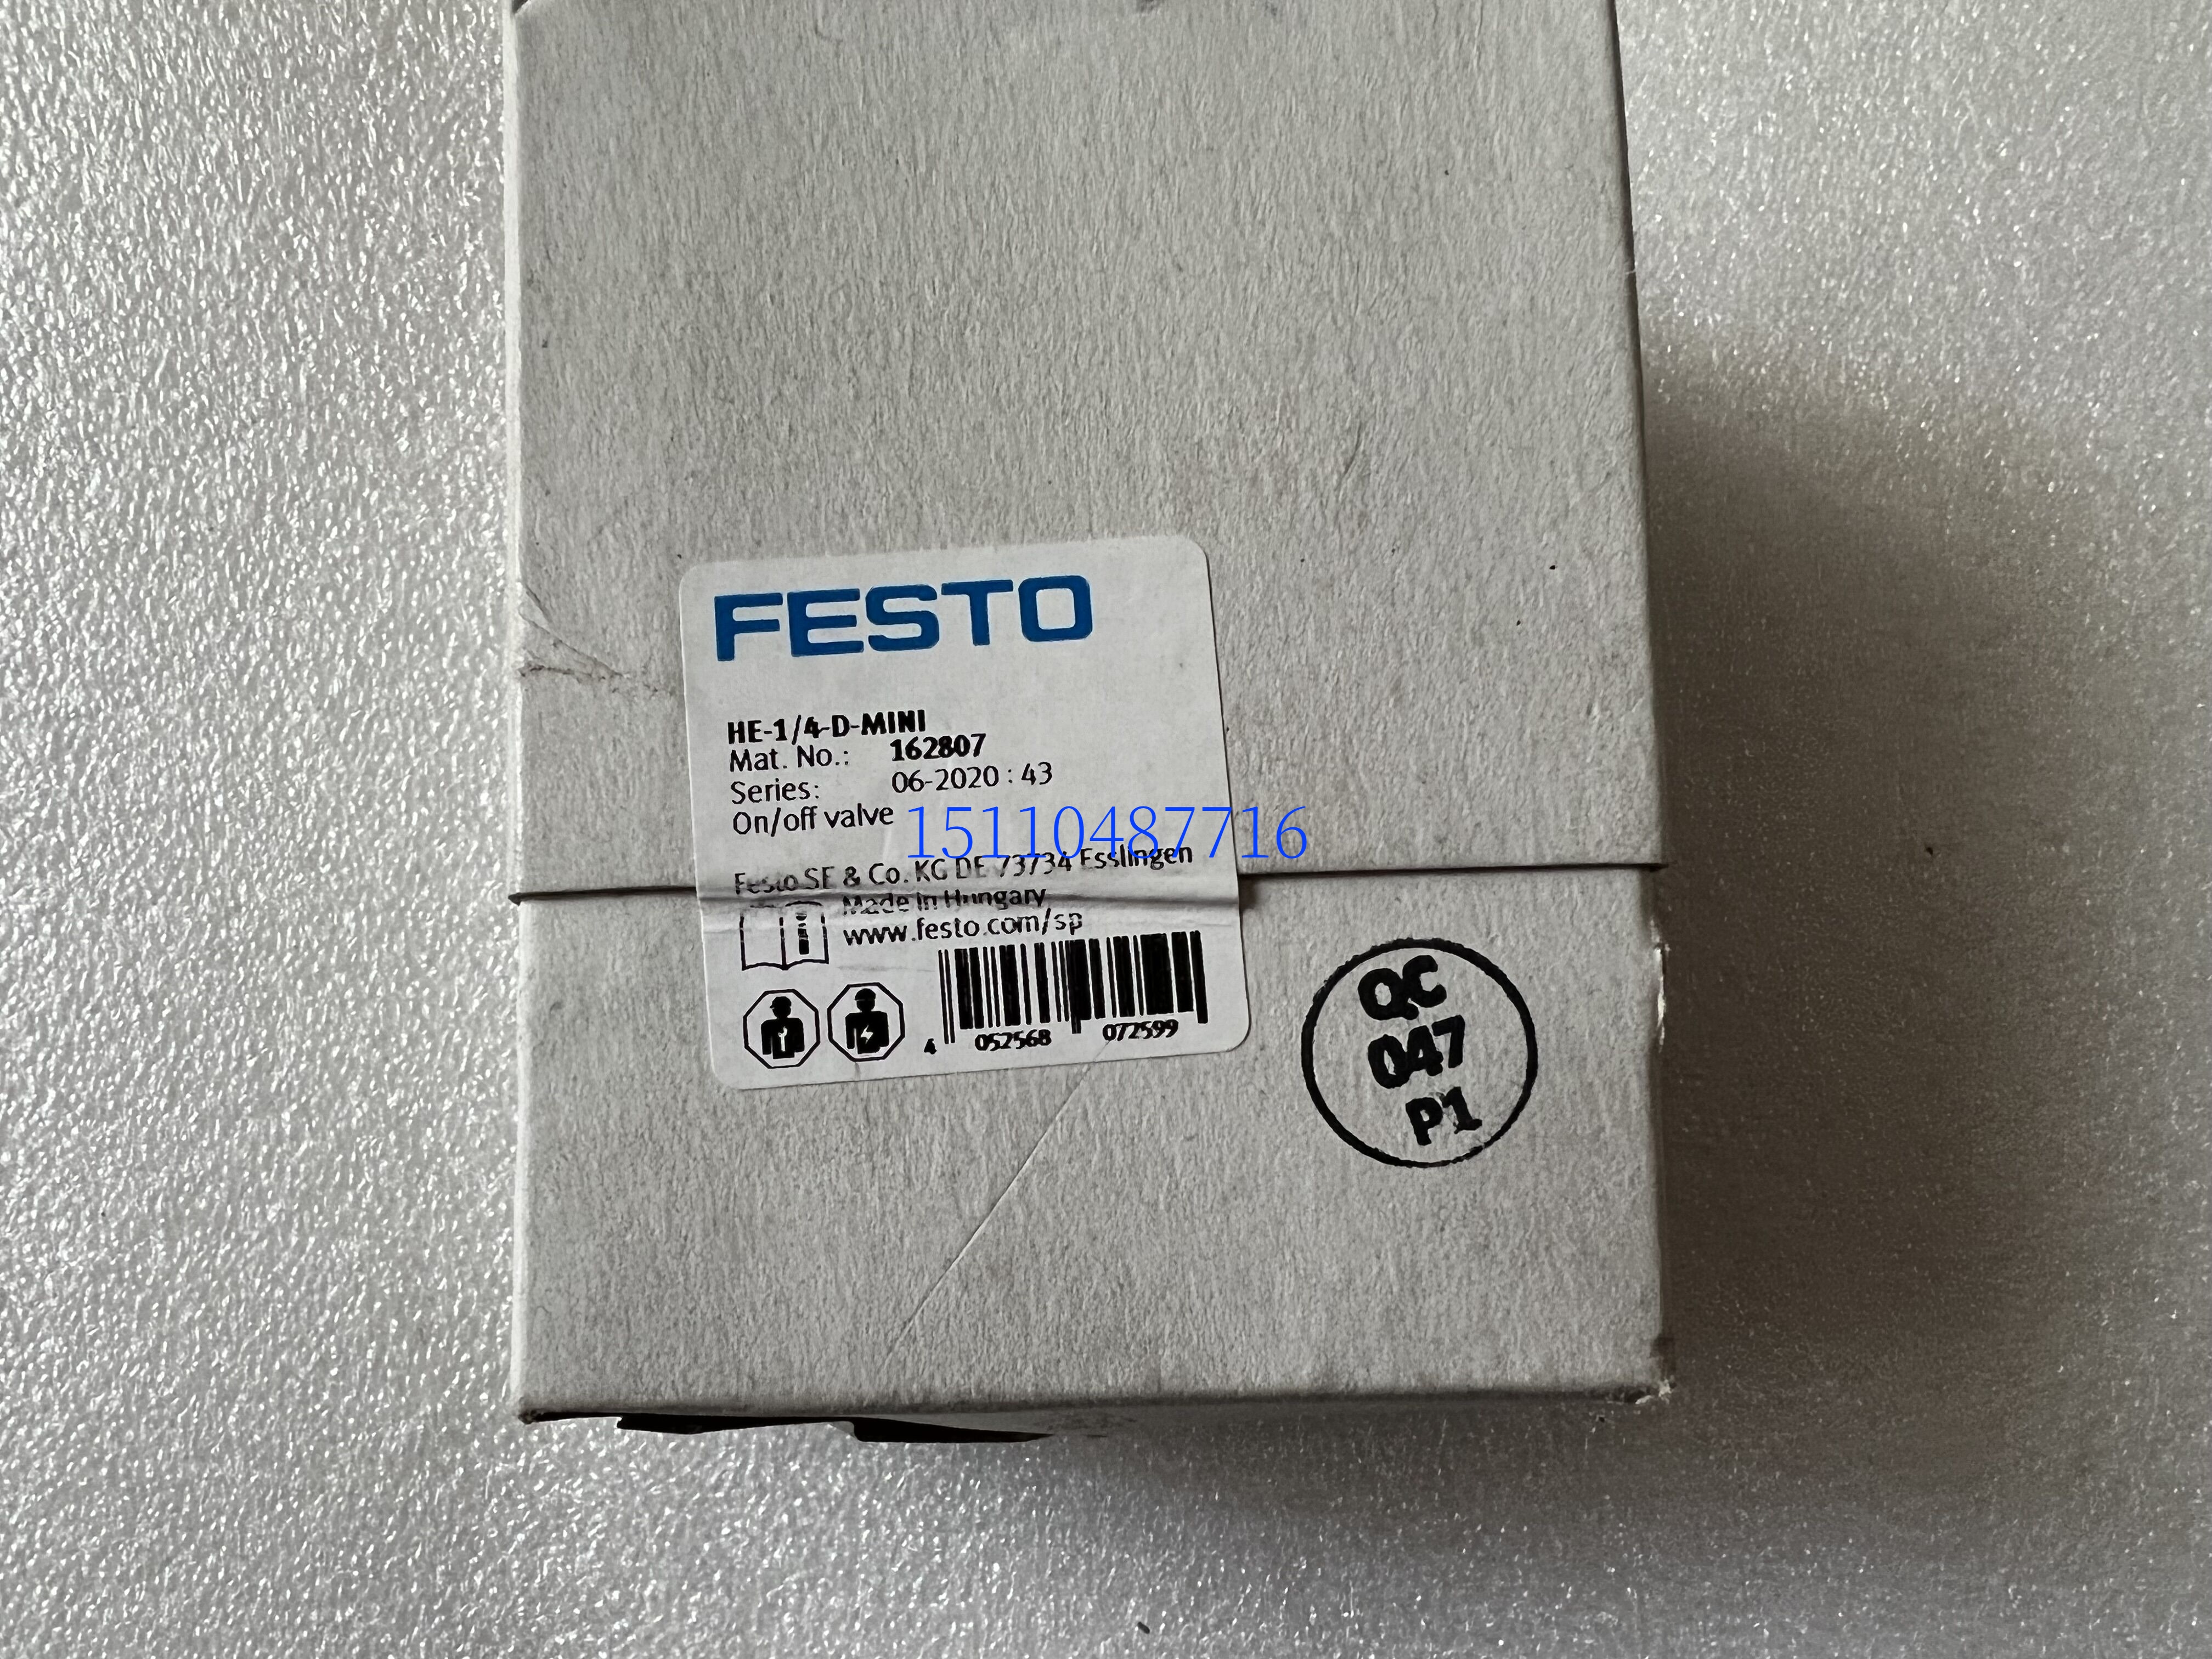 FESTO
HE-1/4-D-MINI
Mat. No.: 162807
Series: 06-2020 : 43
On/off valve
15110487716
Festo SE & Co. KG DE 73734 Esslingen
Made in Hungary
www.festo.com/sp
4 052568 072599
QC
047
P1